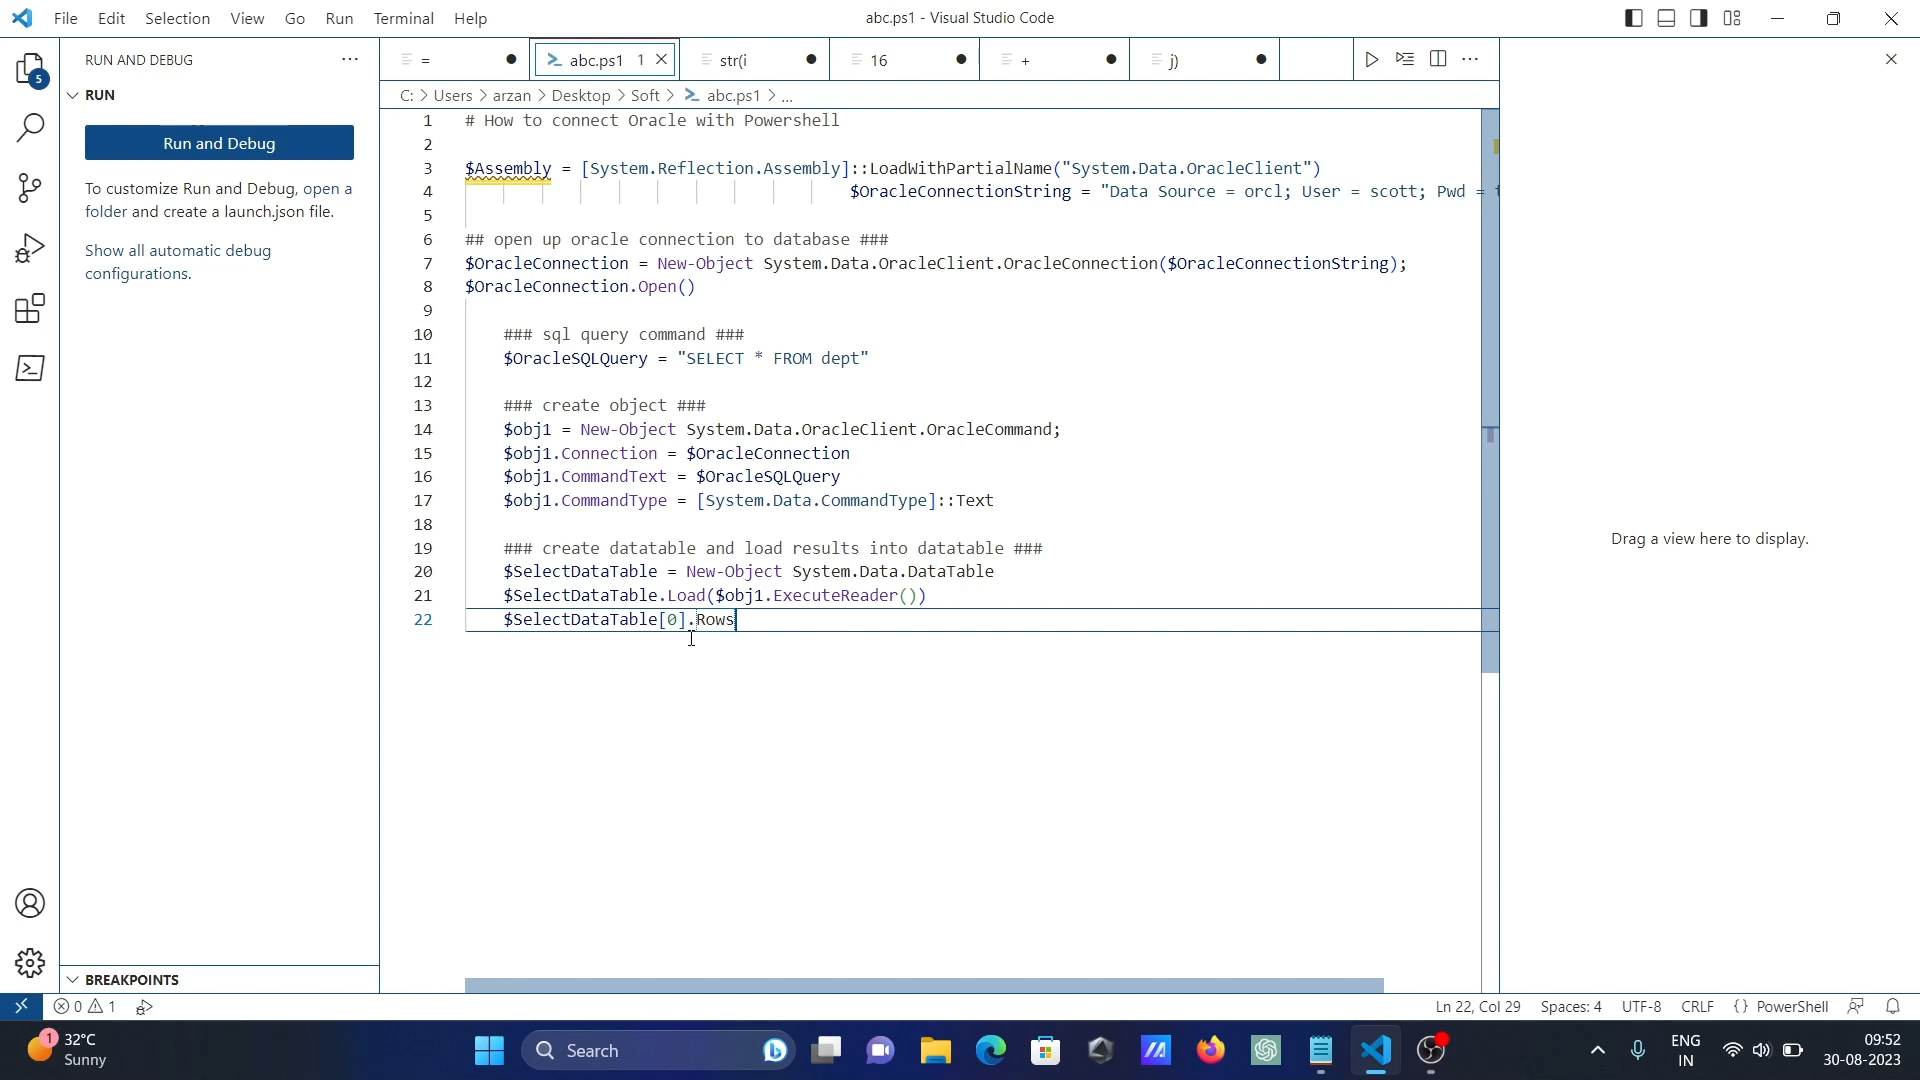 File Edit Selection View Go Run Terminal Help
abc.ps1 - Visual Studio Code
RUN AND DEBUG
RUN
Run and Debug
To customize Run and Debug, open a
folder and create a launch.json file.
Show all automatic debug
configurations.
BREAKPOINTS
5
= abc.ps1 1 str(i 16 + j)
C: > Users > arzan > Desktop > Soft > abc.ps1 > ...
1 # How to connect Oracle with Powershell
2
3 $Assembly = [System.Reflection.Assembly]::LoadWithPartialName("System.Data.OracleClient")
4 $OracleConnectionString = "Data Source = orcl; User = scott; Pwd =
5
6 ## open up oracle connection to database ###
7 $OracleConnection = New-Object System.Data.OracleClient.OracleConnection($OracleConnectionString);
8 $OracleConnection.Open()
9
10 ### sql query command ###
11 $OracleSQLQuery = "SELECT * FROM dept"
12
13 ### create object ###
14 $obj1 = New-Object System.Data.OracleClient.OracleCommand;
15 $obj1.Connection = $OracleConnection
16 $obj1.CommandText = $OracleSQLQuery
17 $obj1.CommandType = [System.Data.CommandType]::Text
18
19 ### create datatable and load results into datatable ###
20 $SelectDataTable = New-Object System.Data.DataTable
21 $SelectDataTable.Load($obj1.ExecuteReader())
22 $SelectDataTable[0].Rows
Drag a view here to display.
0 1
Ln 22, Col 29 Spaces: 4 UTF-8 CRLF {} PowerShell
1
32°C
Sunny
Search
ENG
IN
09:52
30-08-2023